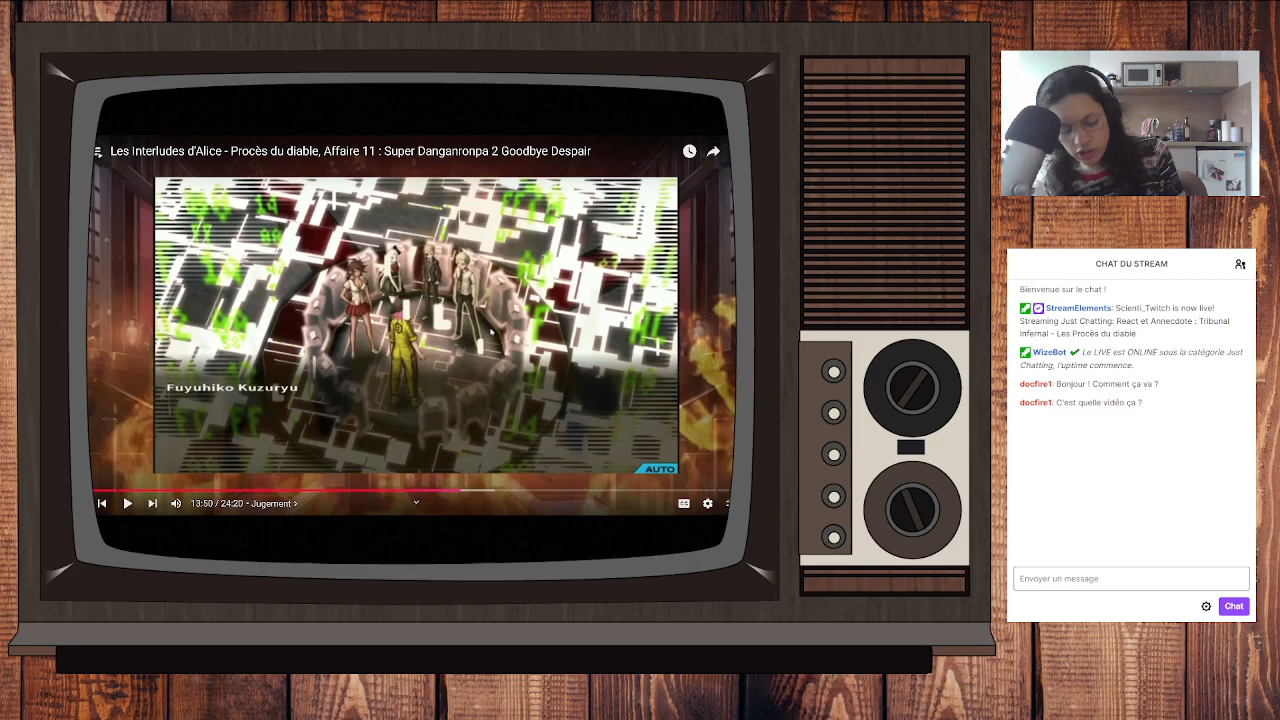 Les Interludes d'Alice - Procès du diable, Affaire 11 : Super Danganronpa 2 Goodbye Despair
Fuyuhiko Kuzuryu
AUTO
13:50 / 24:20 • Jugement >
CHAT DU STREAM
Bienvenue sur le chat !
StreamElements: Scienti_Twitch is now live!
Streaming Just Chatting: React et Annecdote : Tribunal
Infernal - Les Procès du diable
WizeBot Le LIVE est ONLINE sous la catégorie Just
Chatting, l'uptime commence.
docfire1: Bonjour ! Comment ça va ?
docfire1: C'est quelle vidéo ça ?
Envoyer un message
Chat